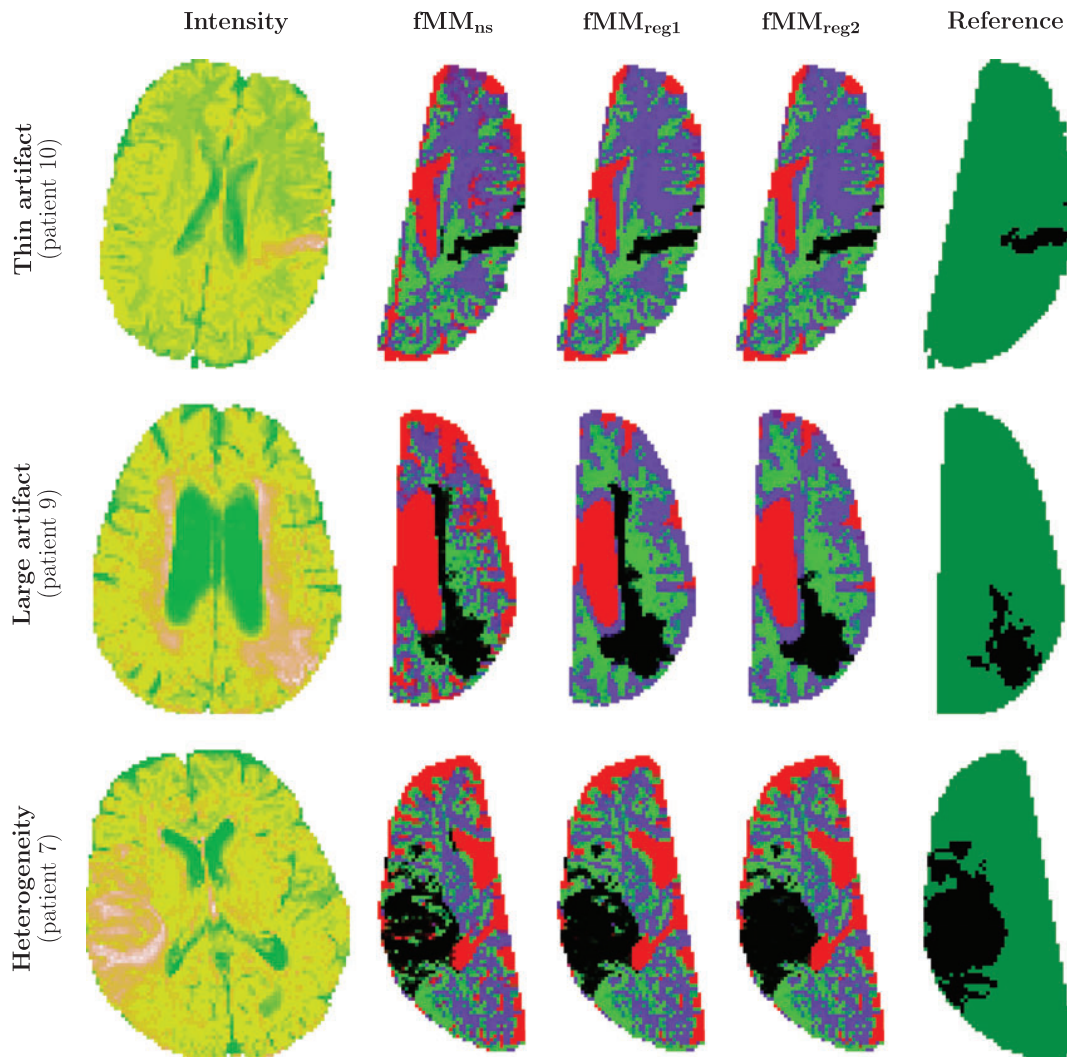 Intensity
fMMns
fMMreg1
fMMreg2
Reference
Thin artifact
(patient 10)
Large artifact
(patient 9)
Heterogeneity
(patient 7)